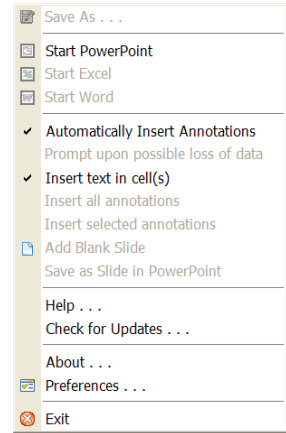 Save As . . .
Start PowerPoint
Start Excel
Start Word
Automatically Insert Annotations
Prompt upon possible loss of data
Insert text in cell(s)
Insert all annotations
Insert selected annotations
Add Blank Slide
Save as Slide in PowerPoint
Help . . .
Check for Updates . . .
About . . .
Preferences . . .
Exit